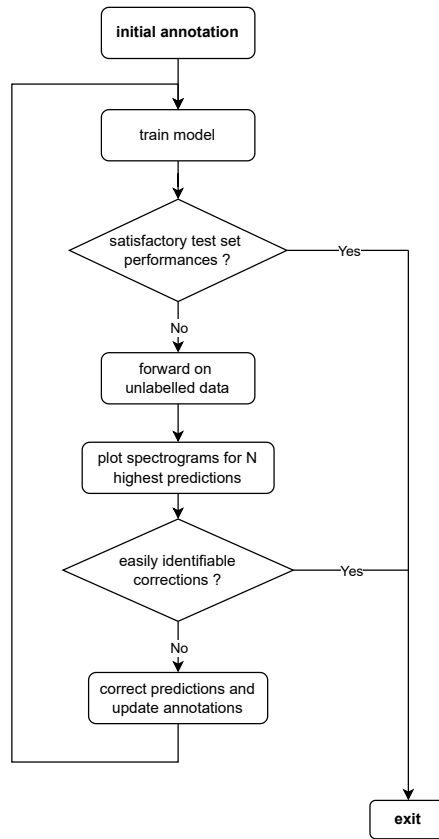 initial annotation
train model
satisfactory test set
performances ?
Yes
No
forward on
unlabelled data
plot spectrograms for N
highest predictions
easily identifiable
corrections ?
Yes
No
correct predictions and
update annotations
exit